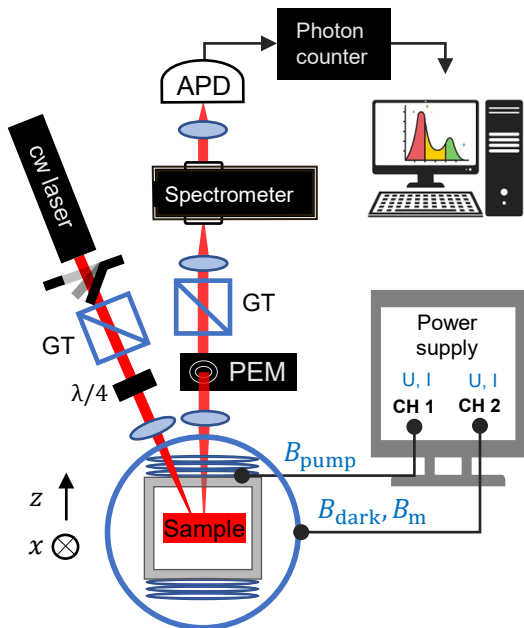 Photon
counter
APD
cw laser
Spectrometer
GT
GT
PEM
λ/4
Power
supply
U, I
U, I
CH 1
CH 2
B_pump
B_dark, B_m
z
x
Sample